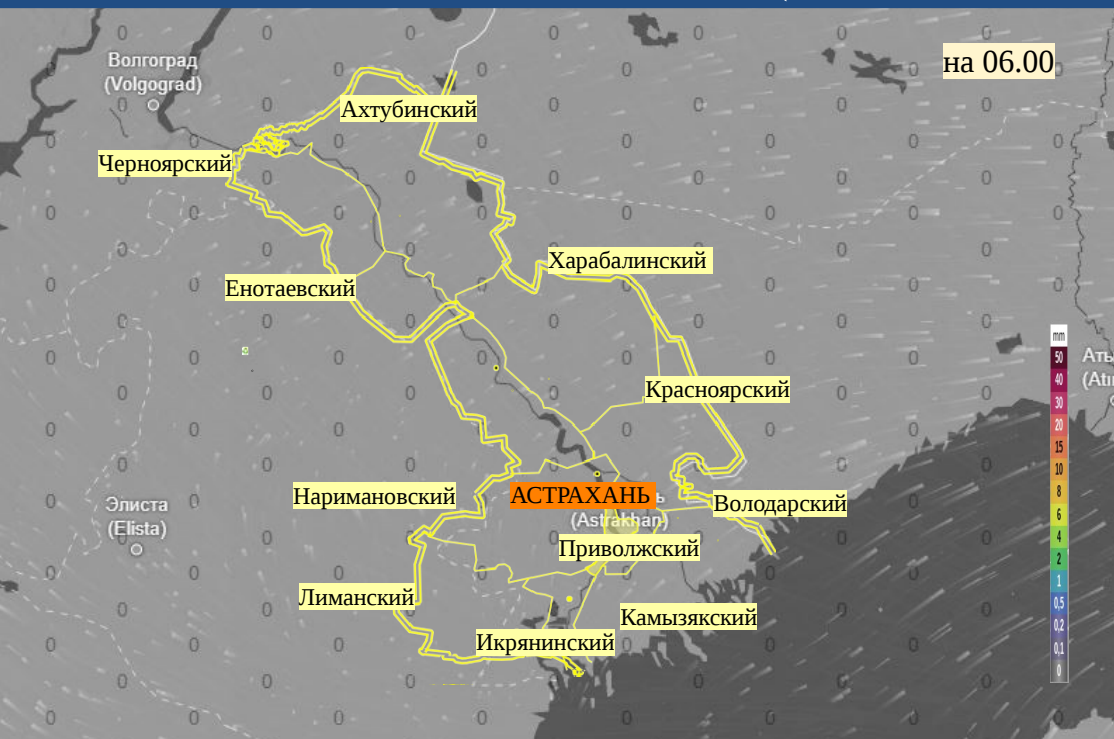 на 06.00
Волгоград
(Volgograd)
Ахтубинский
Черноярский
Харабалинский
Енотаевский
mm
50
40
30
20
15
10
8
6
4
2
1
0,5
0,2
0,1
0
Красноярский
Наримановский
АСТРАХАНЬ
(Astrakhan)
Володарский
Элиста
(Elista)
Приволжский
Лиманский
Камызякский
Икрянинский